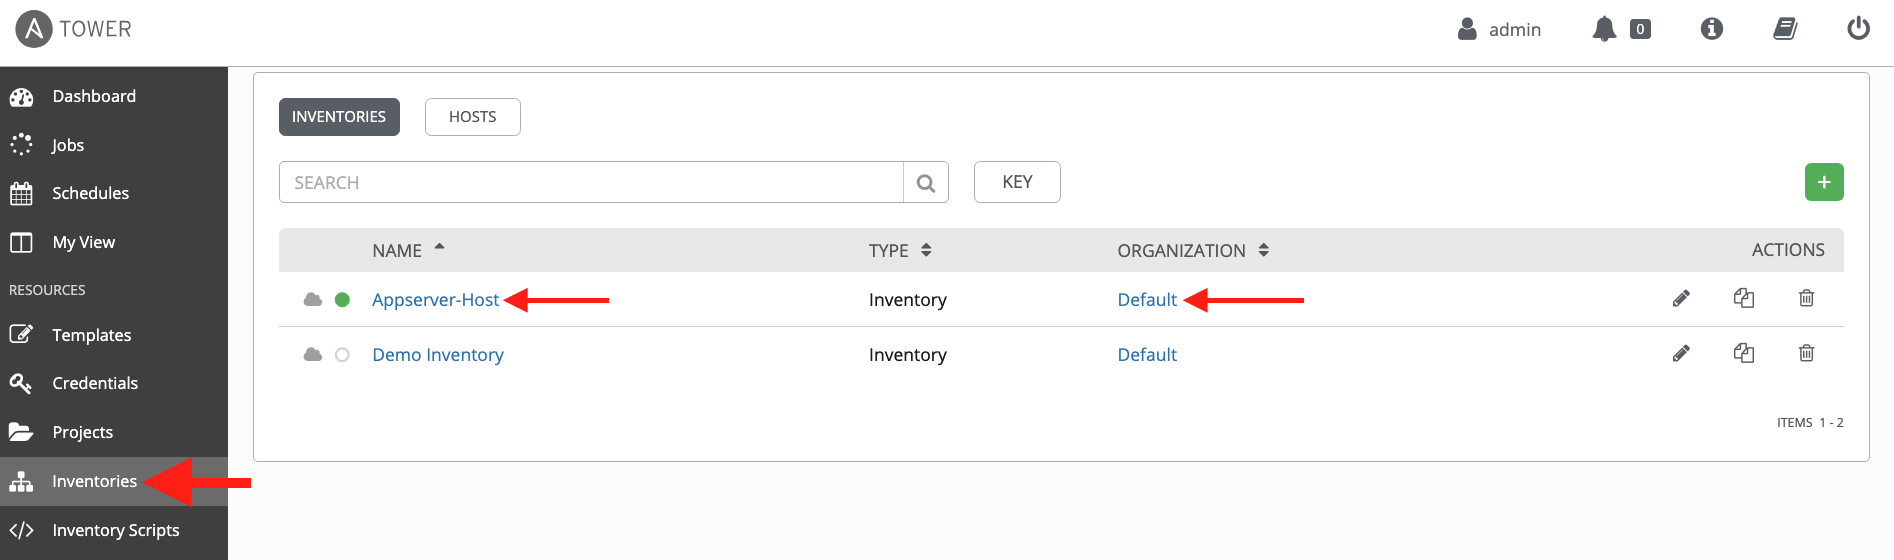 TOWER
admin
0
Dashboard
Jobs
Schedules
My View
RESOURCES
Templates
Credentials
Projects
Inventories
Inventory Scripts
INVENTORIES HOSTS
SEARCH KEY
+
NAME TYPE ORGANIZATION ACTIONS
Appserver-Host Inventory Default
Demo Inventory Inventory Default
ITEMS 1 - 2